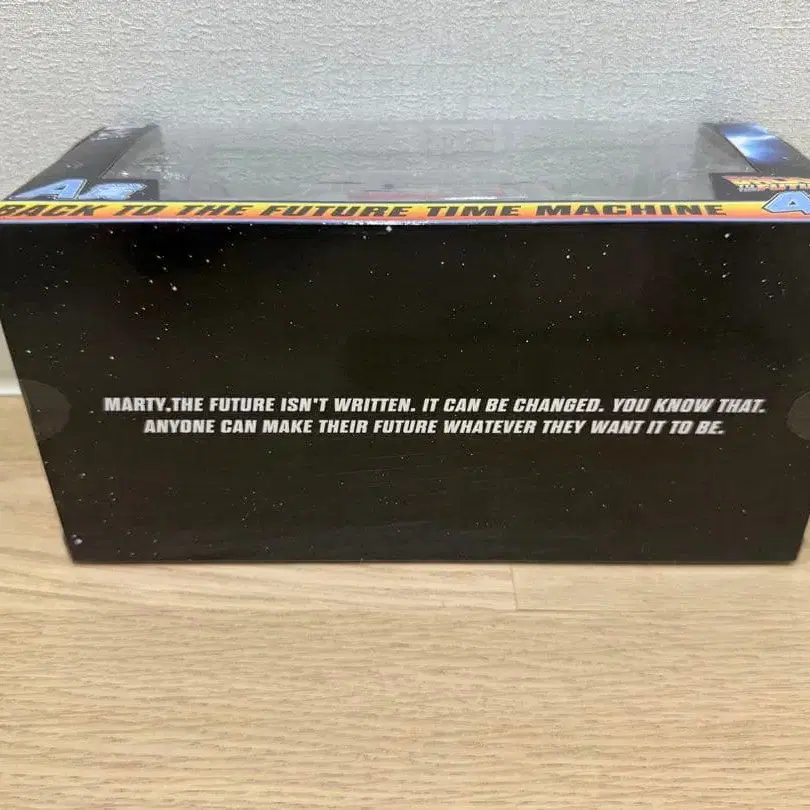 BACK TO THE FUTURE TIME MACHINE
MARTY.THE FUTURE ISN'T WRITTEN. IT CAN BE CHANGED. YOU KNOW THAT.
ANYONE CAN MAKE THEIR FUTURE WHATEVER THEY WANT IT TO BE.